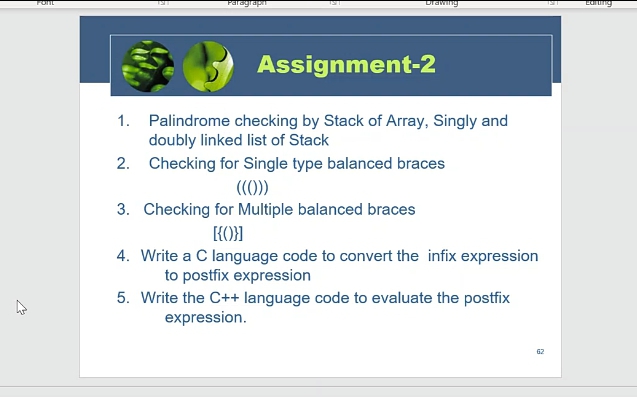 Font Paragraph Drawing Editing
Assignment-2
1. Palindrome checking by Stack of Array, Singly and
doubly linked list of Stack
2. Checking for Single type balanced braces
((()))
3. Checking for Multiple balanced braces
[{()}]
4. Write a C language code to convert the infix expression
to postfix expression
5. Write the C++ language code to evaluate the postfix
expression.
62